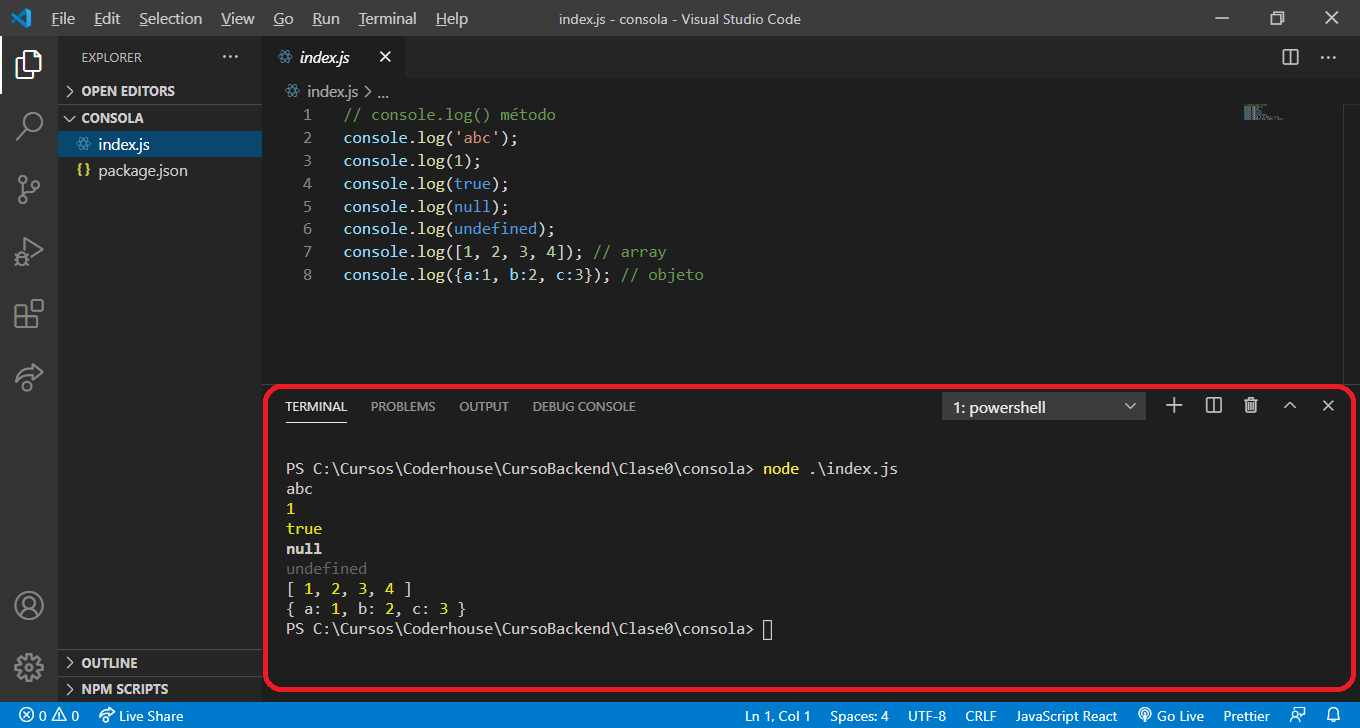 File Edit Selection View Go Run Terminal Help index.js - consola - Visual Studio Code
EXPLORER ···
OPEN EDITORS
CONSOLA
index.js
{} package.json
OUTLINE
NPM SCRIPTS
index.js
index.js > ...
1 // console.log() método
2 console.log('abc');
3 console.log(1);
4 console.log(true);
5 console.log(null);
6 console.log(undefined);
7 console.log([1, 2, 3, 4]); // array
8 console.log({a:1, b:2, c:3}); // objeto
TERMINAL PROBLEMS OUTPUT DEBUG CONSOLE 1: powershell
PS C:\Cursos\Coderhouse\CursoBackend\Clase0\consola> node .\index.js
abc
1
true
null
undefined
[ 1, 2, 3, 4 ]
{ a: 1, b: 2, c: 3 }
PS C:\Cursos\Coderhouse\CursoBackend\Clase0\consola>
0 0 Live Share Ln 1, Col 1 Spaces: 4 UTF-8 CRLF JavaScript React Go Live Prettier